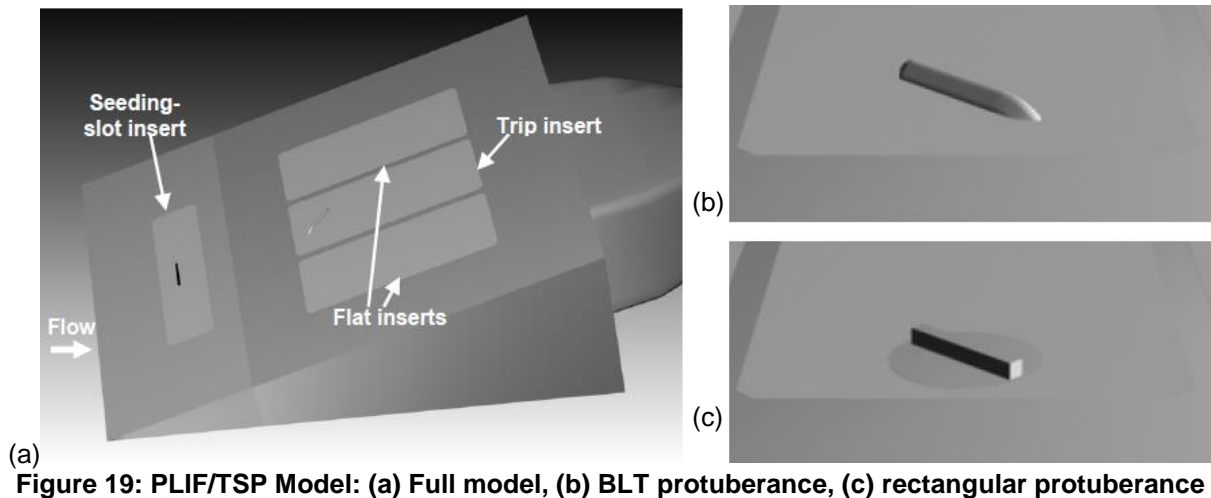 Seeding-
slot insert
Trip insert
Flow
Flat inserts
(a)
(b)
(c)
Figure 19: PLIF/TSP Model: (a) Full model, (b) BLT protuberance, (c) rectangular protuberance